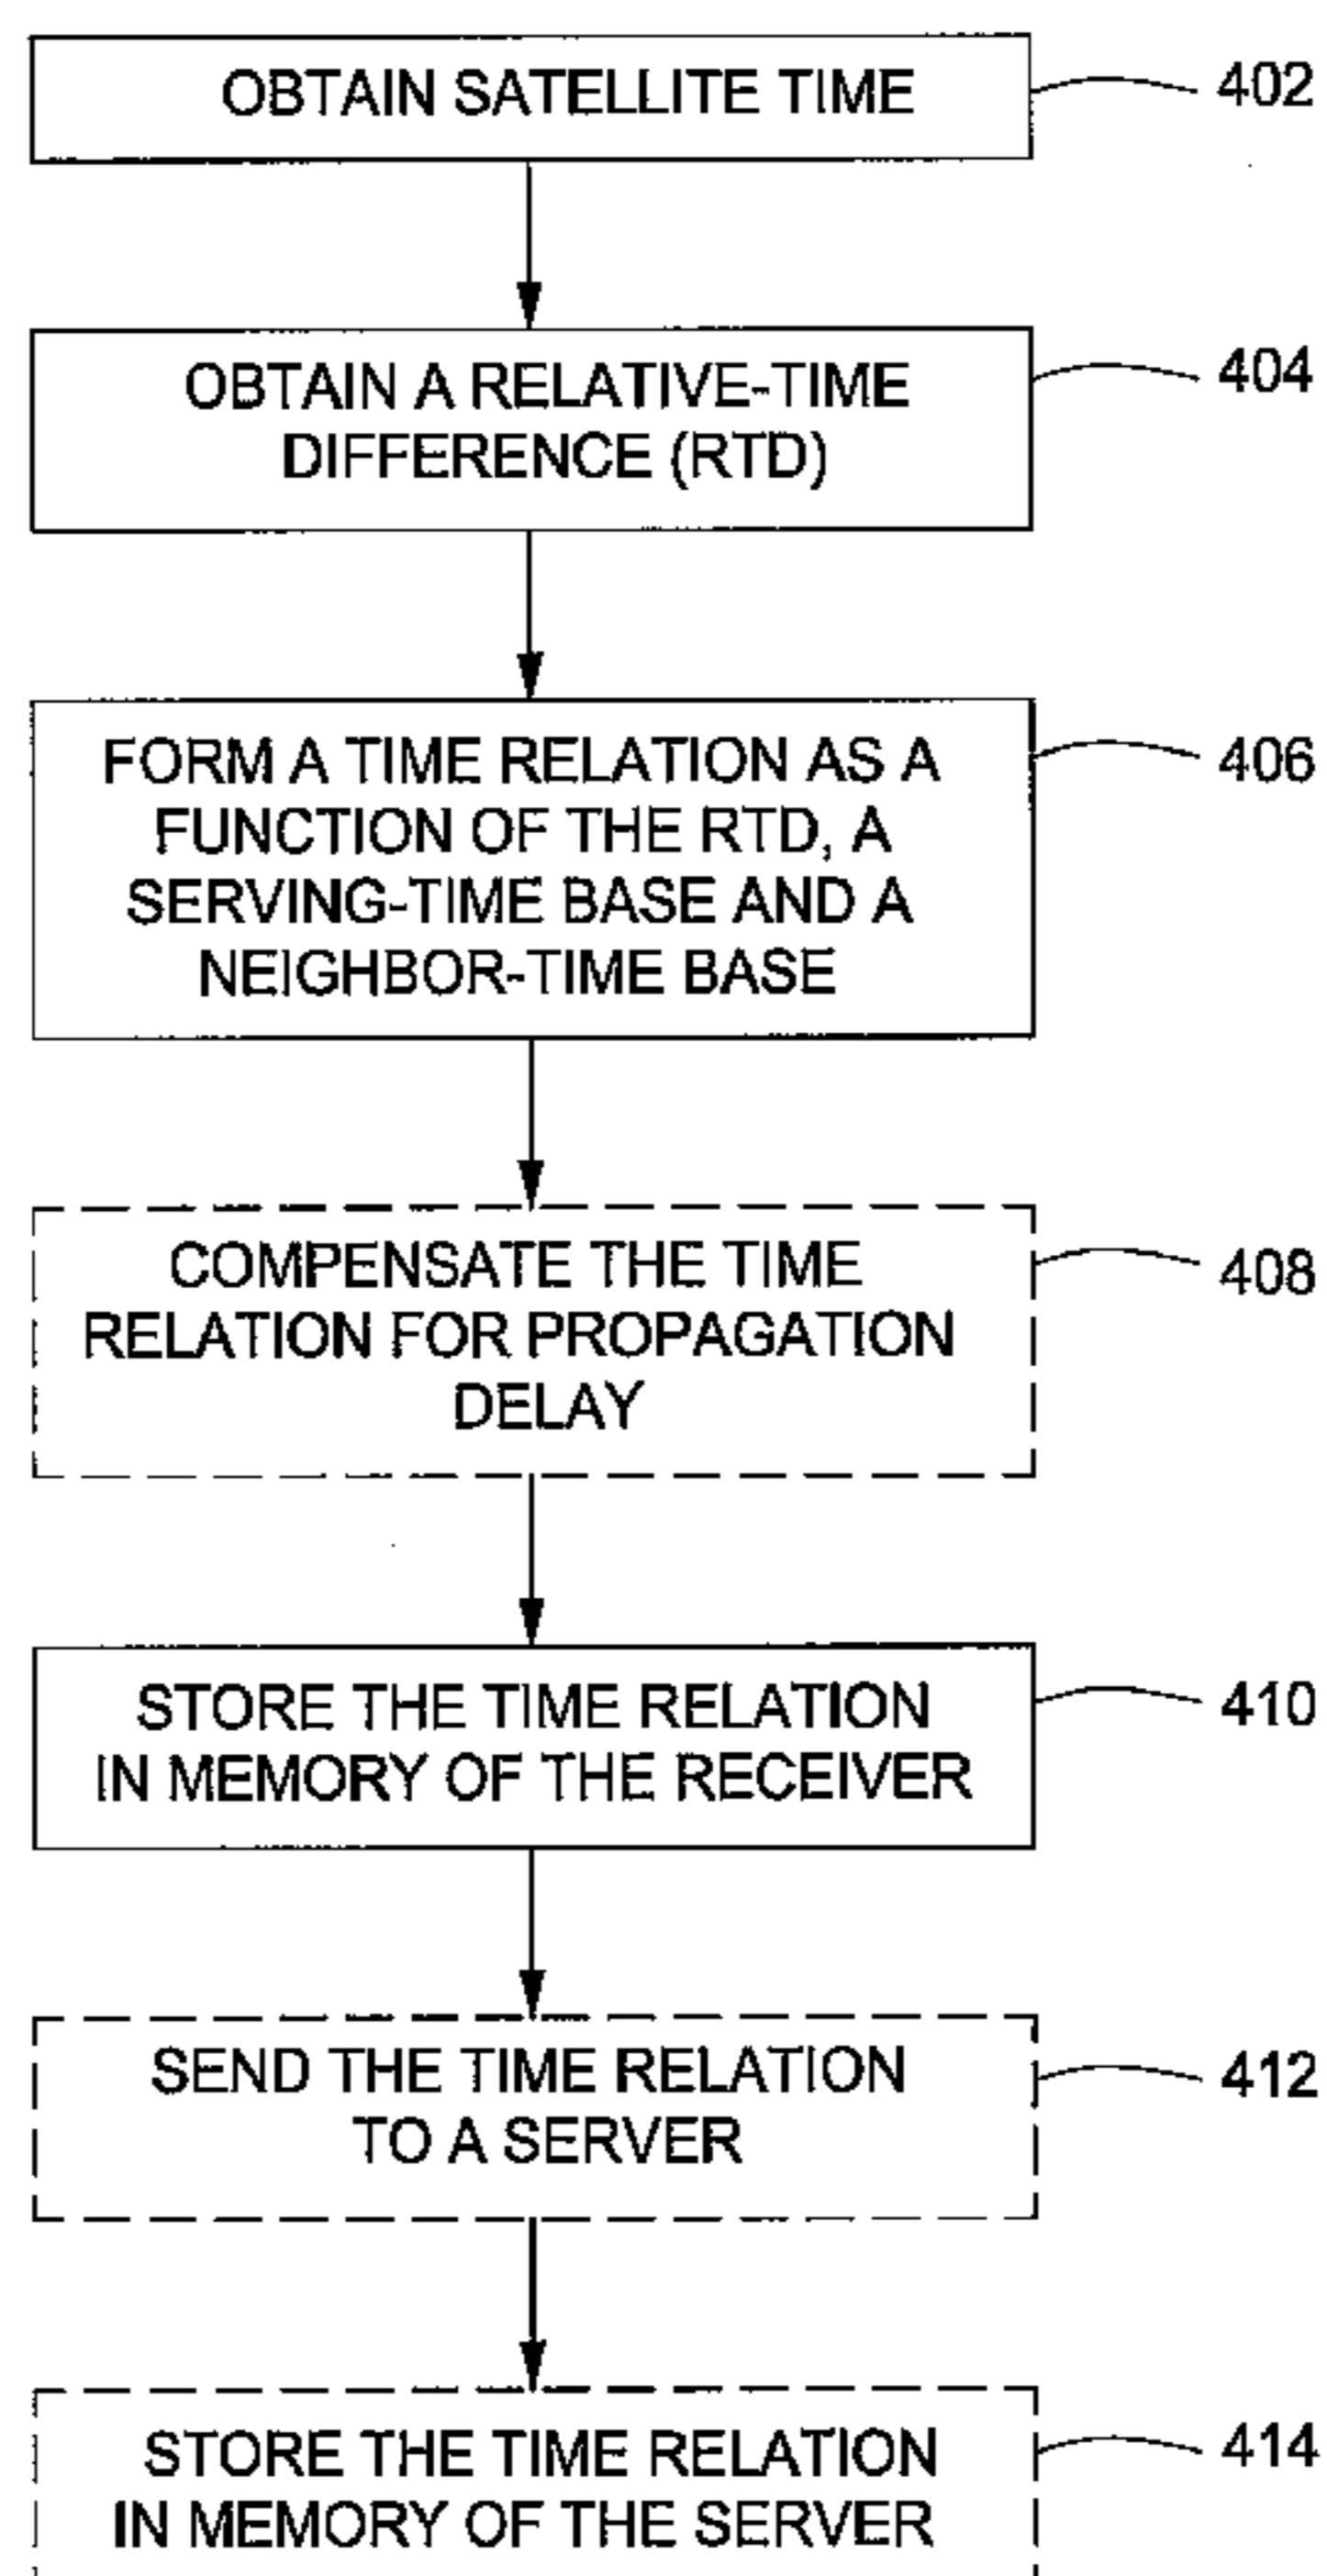 OBTAIN SATELLITE TIME
402
OBTAIN A RELATIVE-TIME
DIFFERENCE (RTD)
404
FORM A TIME RELATION AS A
FUNCTION OF THE RTD, A
SERVING-TIME BASE AND A
NEIGHBOR-TIME BASE
406
COMPENSATE THE TIME
RELATION FOR PROPAGATION
DELAY
408
STORE THE TIME RELATION
IN MEMORY OF THE RECEIVER
410
SEND THE TIME RELATION
TO A SERVER
412
STORE THE TIME RELATION
IN MEMORY OF THE SERVER
414